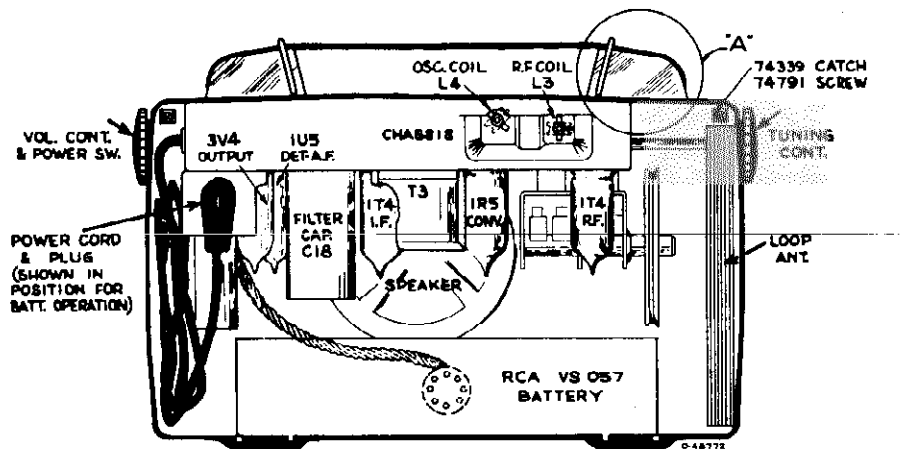 "A"
OSC. COIL
L4
R.F. COIL
L3
74339 CATCH
74791 SCREW
VOL. CONT.
& POWER SW.
3V4
OUTPUT
1U5
DET-A.F.
CHASSIS
TUNING
CONT.
T3
1T4
I.F.
1R5
CONV.
1T4
R.F.
FILTER
CAP.
C18
POWER CORD
& PLUG
(SHOWN IN
POSITION FOR
BATT. OPERATION)
SPEAKER
LOOP
ANT.
RCA VS 057
BATTERY
O-48772